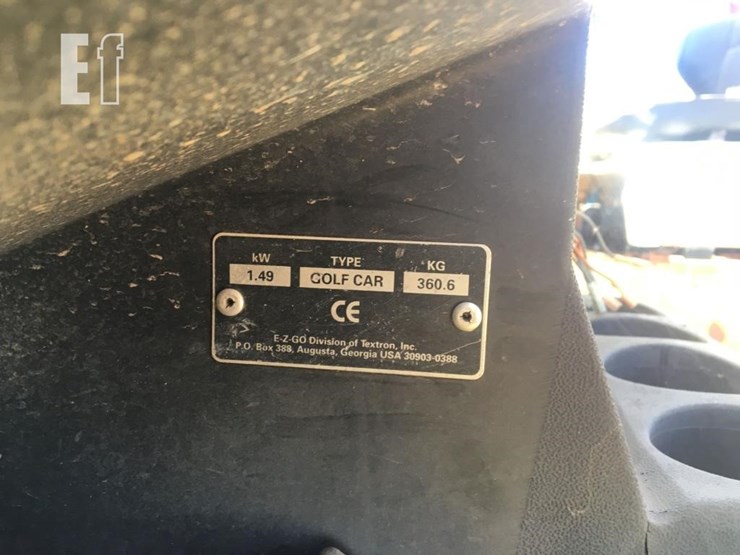 Ef
kW TYPE KG
1.49 GOLF CAR 360.6
CE
E-Z-GO Division of Textron, Inc.
P.O. Box 388, Augusta, Georgia USA 30903-0388